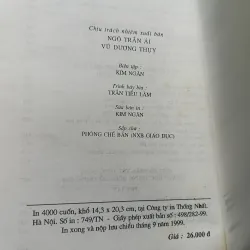 Chịu trách nhiệm xuất bản
NGÔ TRẦN ÁI
VŨ DƯƠNG THỤY
Biên tập :
KIM NGÂN
Trình bày bìa :
TRẦN TIỂU LÂM
Sửa bản in :
KIM NGÂN
Sắp chữ :
PHÒNG CHẾ BẢN (NXB GIÁO DỤC)
In 4000 cuốn, khổ 14,3 x 20,3 cm, tại Công ty in Thống Nhất.
Hà Nội. Số in : 749/TN – Giấy phép xuất bản số : 498/282-99.
In xong và nộp lưu chiểu tháng 9 năm 1999.
Giá : 26.000 đ